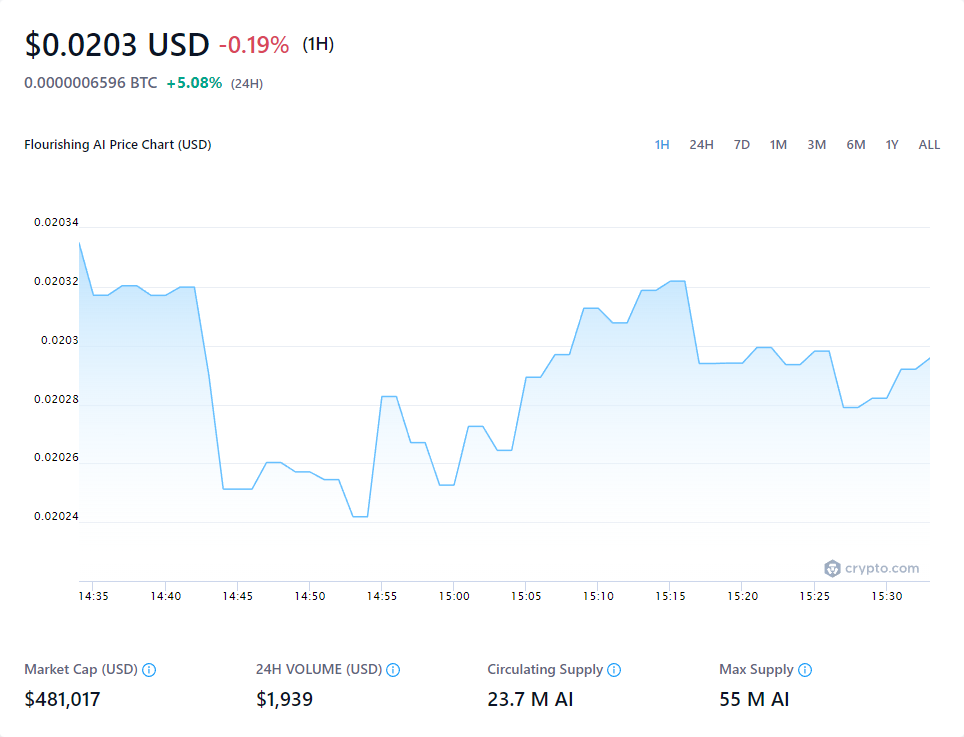 $0.0203 USD -0.19% (1H)
0.0000006596 BTC +5.08% (24H)
Flourishing AI Price Chart (USD) 1H 24H 7D 1M 3M 6M 1Y ALL
0.02034
0.02032
0.0203
0.02028
0.02026
0.02024
crypto.com
14:35 14:40 14:45 14:50 14:55 15:00 15:05 15:10 15:15 15:20 15:25 15:30
Market Cap (USD) 24H VOLUME (USD) Circulating Supply Max Supply
$481,017 $1,939 23.7 M AI 55 M AI